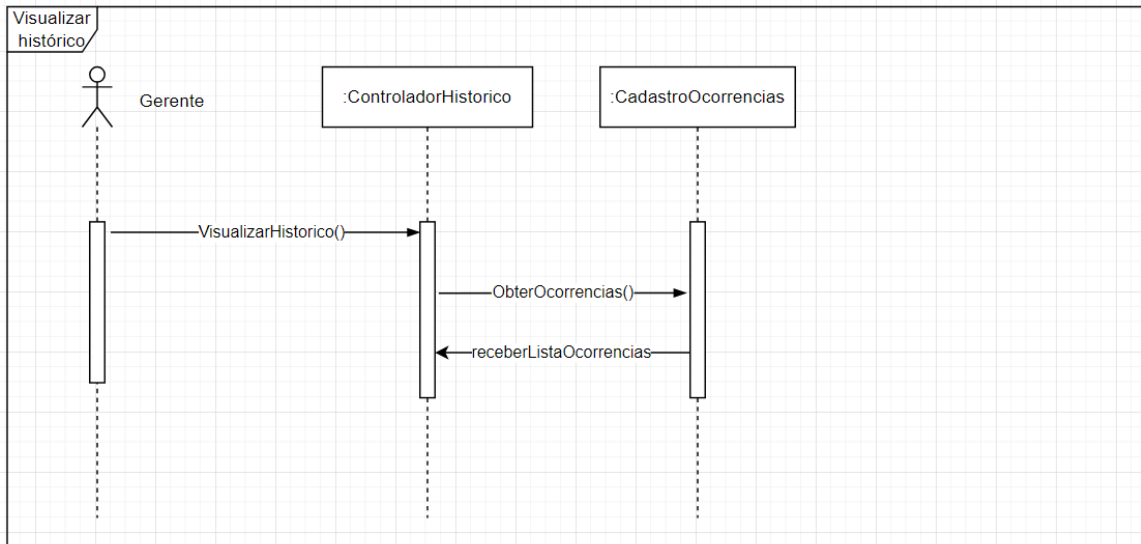 Visualizar
histórico
Gerente
:ControladorHistorico
:CadastroOcorrencias
VisualizarHistorico()
ObterOcorrencias()
receberListaOcorrencias